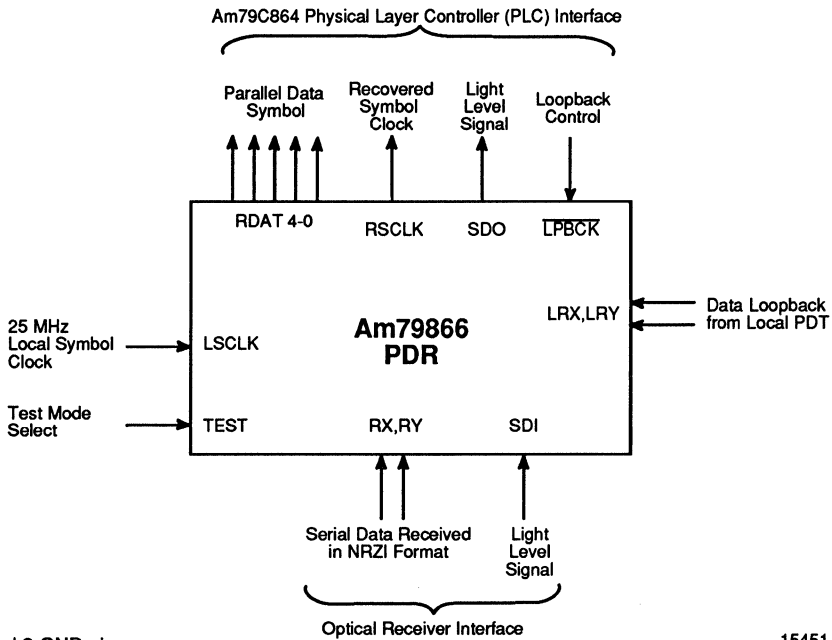 Am79C864 Physical Layer Controller (PLC) Interface
Parallel Data
Symbol
Recovered
Symbol
Clock
Light
Level
Signal
Loopback
Control
RDAT 4-0
RSCLK
SDO
LPBCK
25 MHz
Local Symbol
Clock
LSCLK
Am79866
PDR
LRX,LRY
Data Loopback
from Local PDT
Test Mode
Select
TEST
RX,RY
SDI
Serial Data Received
in NRZI Format
Light
Level
Signal
Optical Receiver Interface
15451